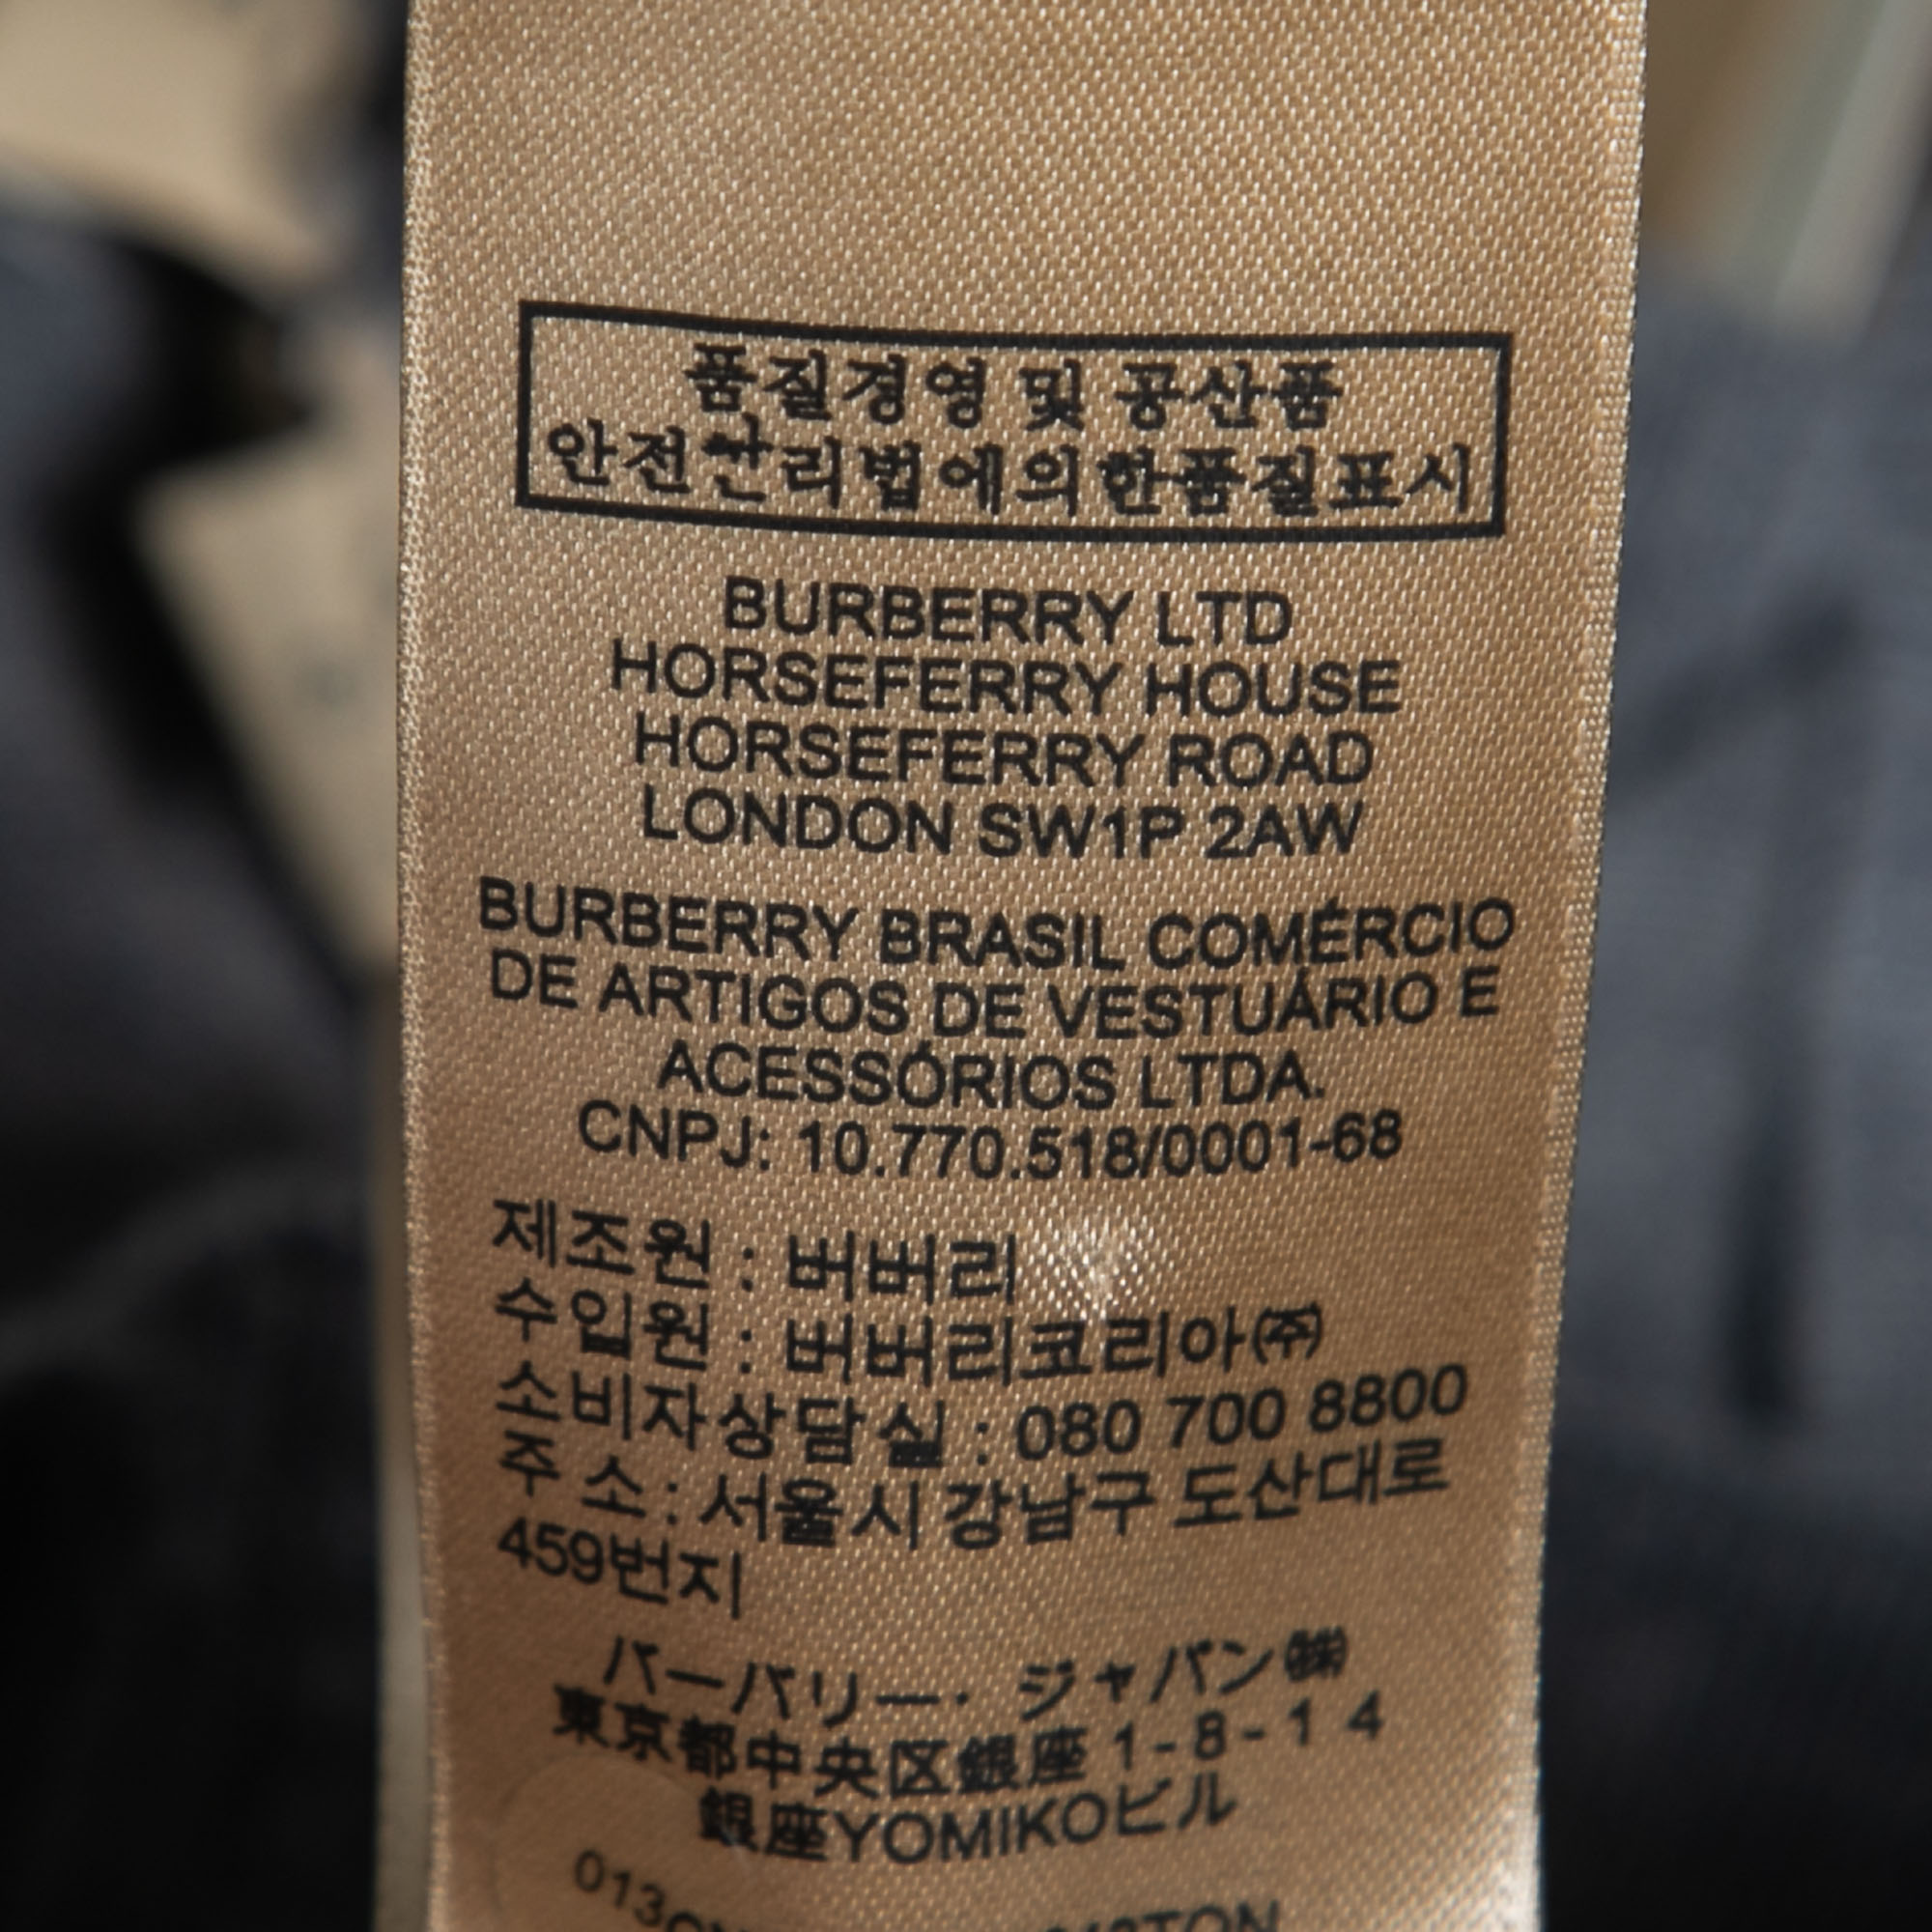 품질경영 및 공산품
안전관리법에의한품질표시
BURBERRY LTD
HORSEFERRY HOUSE
HORSEFERRY ROAD
LONDON SW1P 2AW
BURBERRY BRASIL COMÉRCIO
DE ARTIGOS DE VESTUÁRIO E
ACESSÓRIOS LTDA.
CNPJ: 10.770.518/0001-68
제조원 : 버버리
수입원 : 버버리코리아㈜
소비자상담실 : 080 700 8800
주 소 : 서울시 강남구 도산대로
459번지
バーバリー・ジャパン㈱
東京都中央区銀座1-8-14
銀座YOMIKOビル